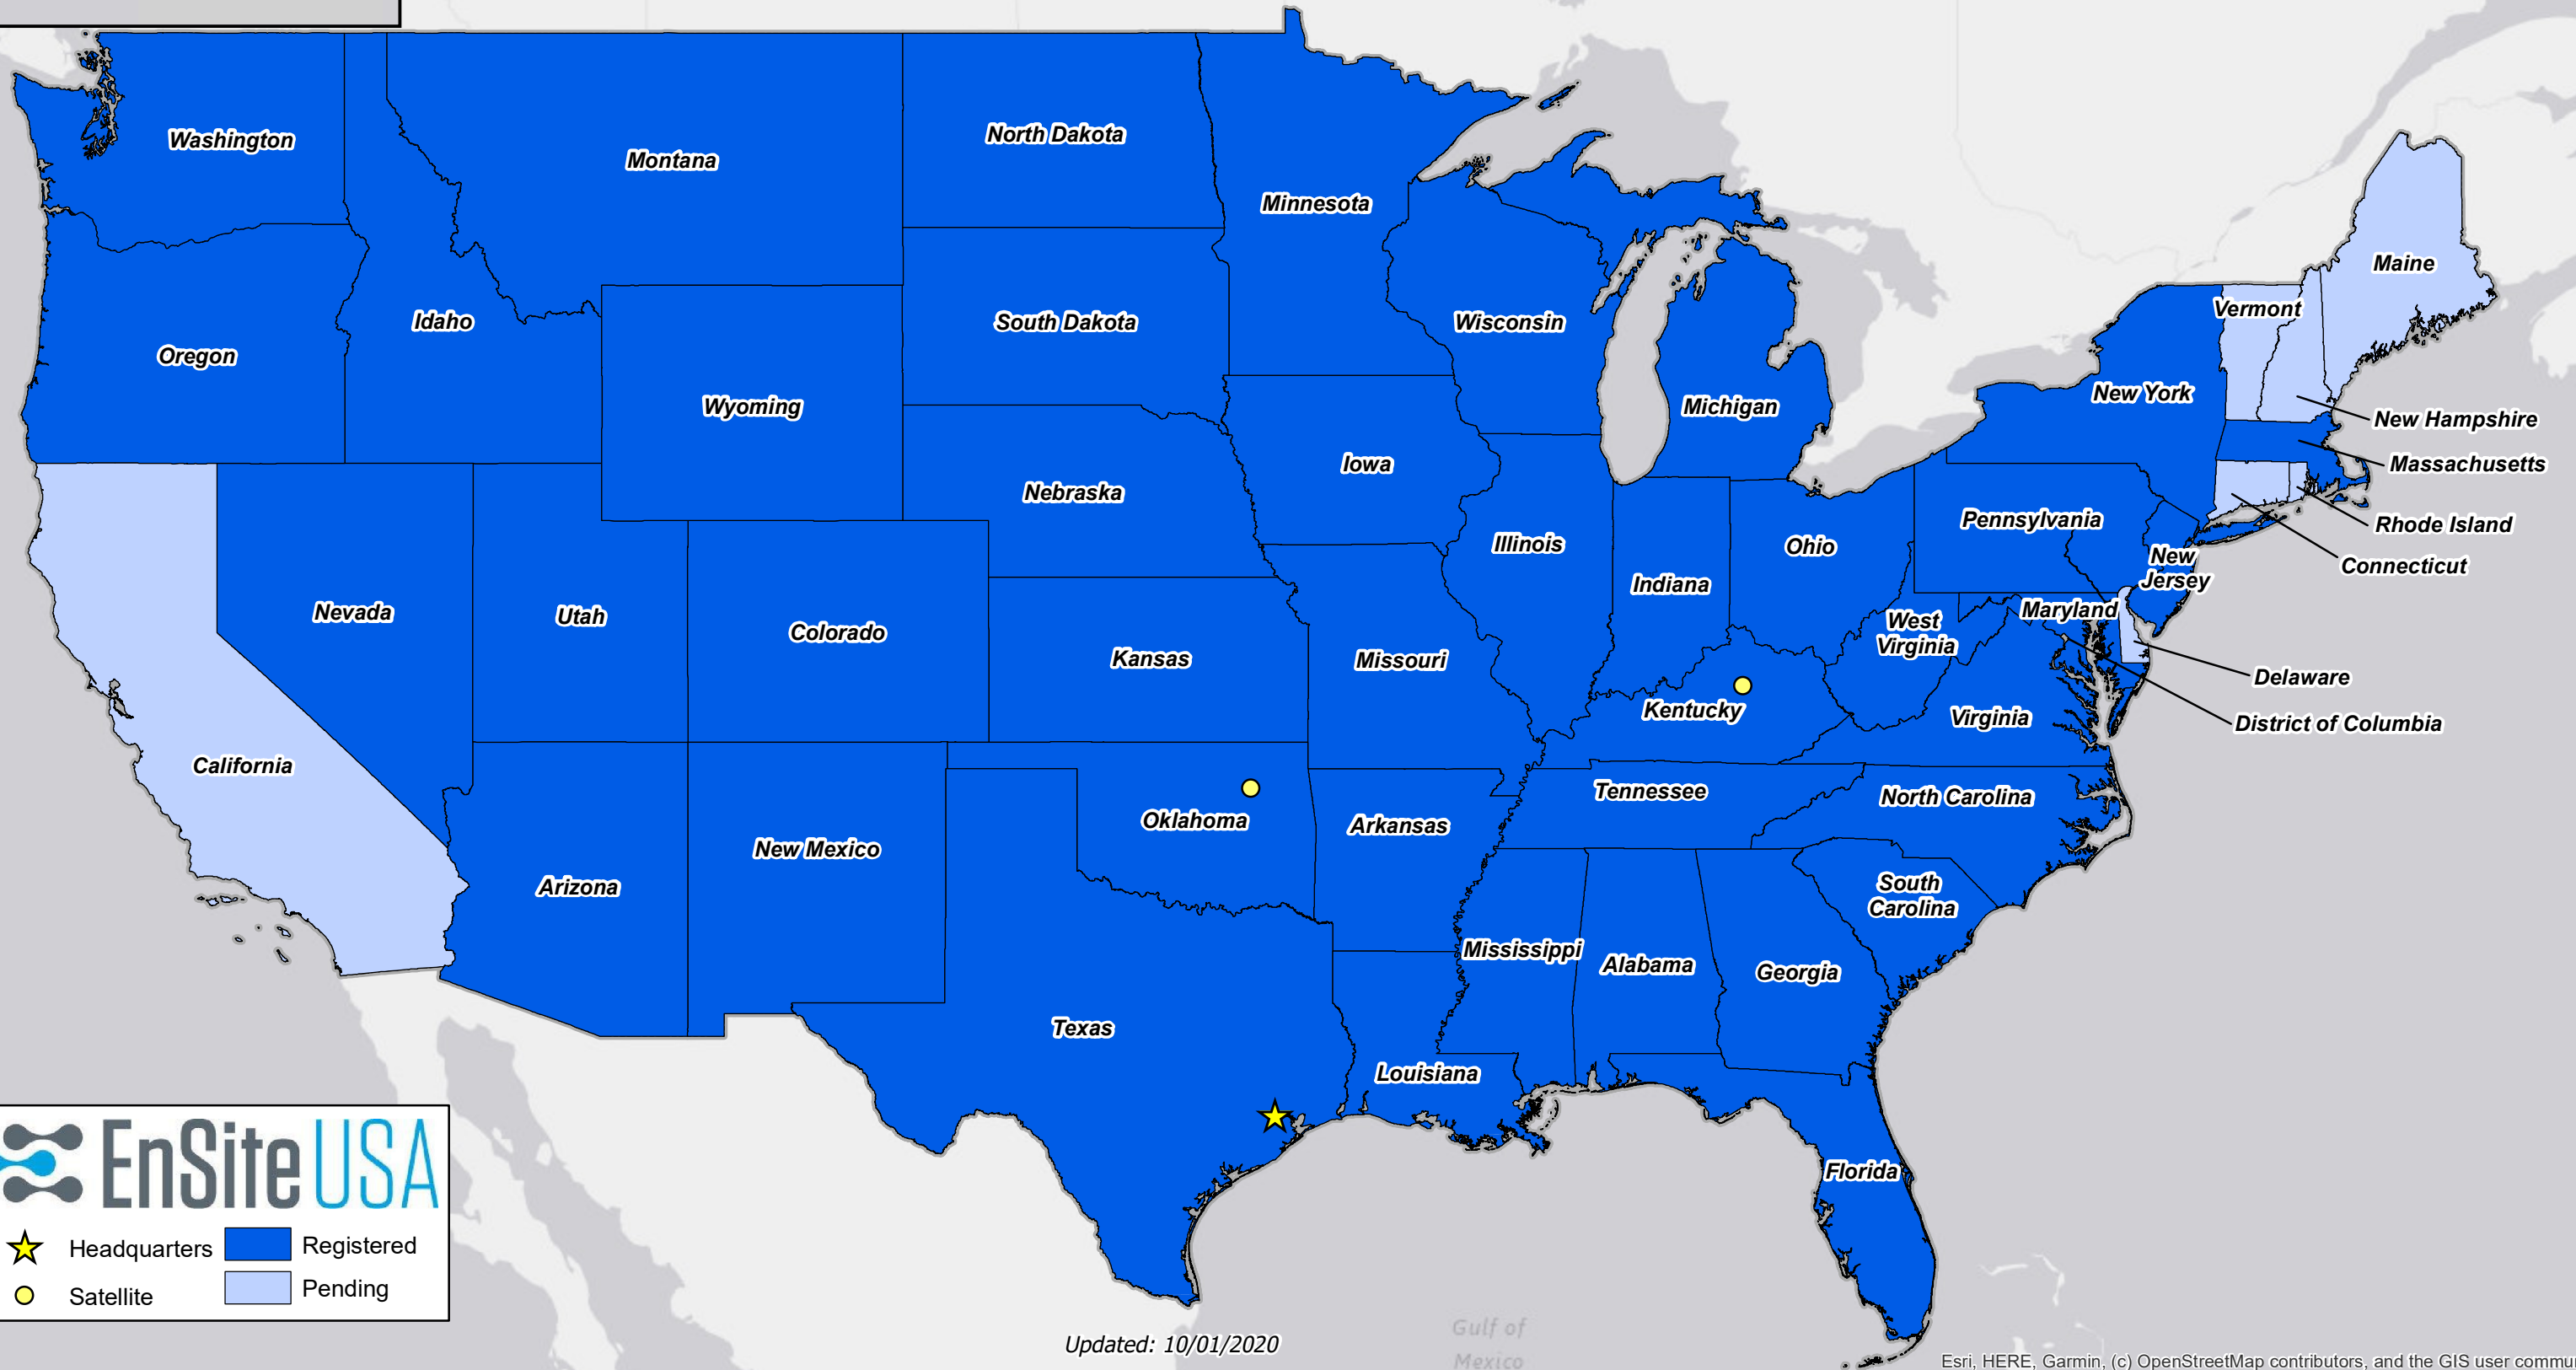 Washington
Montana
North Dakota
Minnesota
Maine
Vermont
Idaho
South Dakota
Wisconsin
Oregon
New York
Wyoming
Michigan
New Hampshire
Iowa
Massachusetts
Nebraska
Pennsylvania
Rhode Island
Illinois
Ohio
New
Jersey
Connecticut
Indiana
Nevada
Utah
Maryland
Colorado
West
Virginia
Kansas
Missouri
Delaware
Kentucky
Virginia
District of Columbia
California
Tennessee
North Carolina
Oklahoma
Arkansas
New Mexico
Arizona
South
Carolina
Mississippi
Alabama
Georgia
Texas
Louisiana
Florida
EnSite USA
Headquarters
Registered
Satellite
Pending
Updated: 10/01/2020
Gulf of
Mexico
Esri, HERE, Garmin, (c) OpenStreetMap contributors, and the GIS user comm